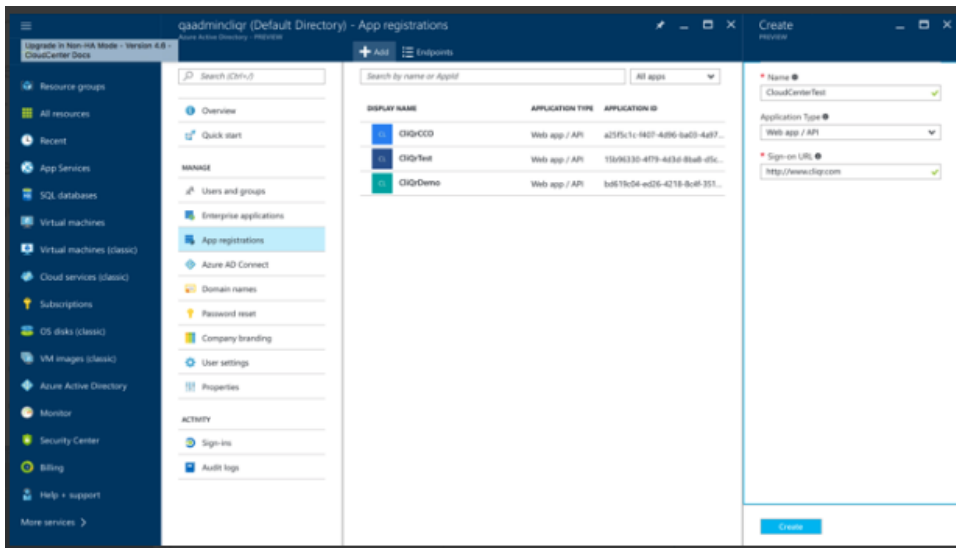 qaadmincliqr (Default Directory) - App registrations
Azure Active Directory - PREVIEW
Upgrade in Non-HA Mode - Version 4.6 -
CloudCenter Docs
Resource groups
All resources
Recent
App Services
SQL databases
Virtual machines
Virtual machines (classic)
Cloud services (classic)
Subscriptions
OS disks (classic)
VM images (classic)
Azure Active Directory
Monitor
Security Center
Billing
Help + support
More services
Search (Ctrl+/)
Overview
Quick start
MANAGE
Users and groups
Enterprise applications
App registrations
Azure AD Connect
Domain names
Password reset
Company branding
User settings
Properties
ACTIVITY
Sign-ins
Audit logs
Add Endpoints
Search by name or AppId All apps
DISPLAY NAME APPLICATION TYPE APPLICATION ID
CL CliQrCCO Web app / API a25f5c1c-f407-4d96-ba03-4a97...
CL CliQrTest Web app / API 15b96330-4f79-4d3d-8ba8-d5c...
CL CliQrDemo Web app / API bd619c04-ed26-4218-8c4f-351...
Create
PREVIEW
* Name
CloudCenterTest
Application Type
Web app / API
* Sign-on URL
http://www.cliqr.com
Create